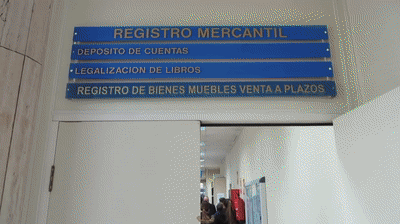 REGISTRO MERCANTIL
DEPOSITO DE CUENTAS
LEGALIZACION DE LIBROS
REGISTRO DE BIENES MUEBLES VENTA A PLAZOS